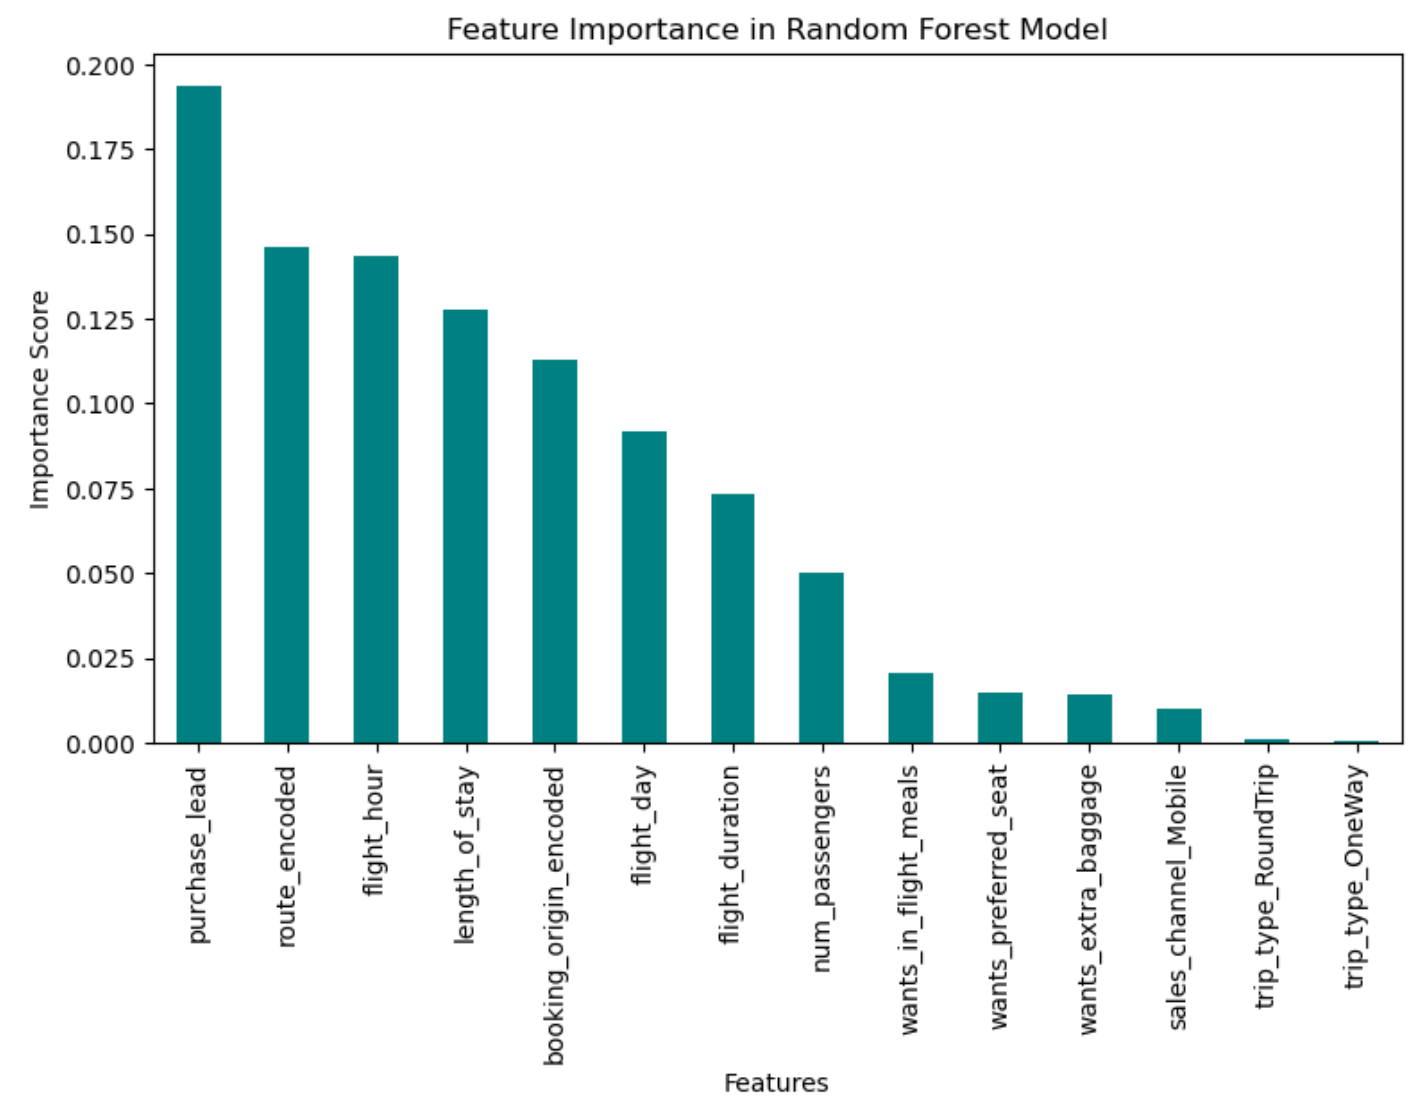 Feature Importance in Random Forest Model
Importance Score
0.200
0.175
0.150
0.125
0.100
0.075
0.050
0.025
0.000
purchase_lead
route_encoded
flight_hour
length_of_stay
booking_origin_encoded
flight_day
flight_duration
num_passengers
wants_in_flight_meals
wants_preferred_seat
wants_extra_baggage
sales_channel_Mobile
trip_type_RoundTrip
trip_type_OneWay
Features